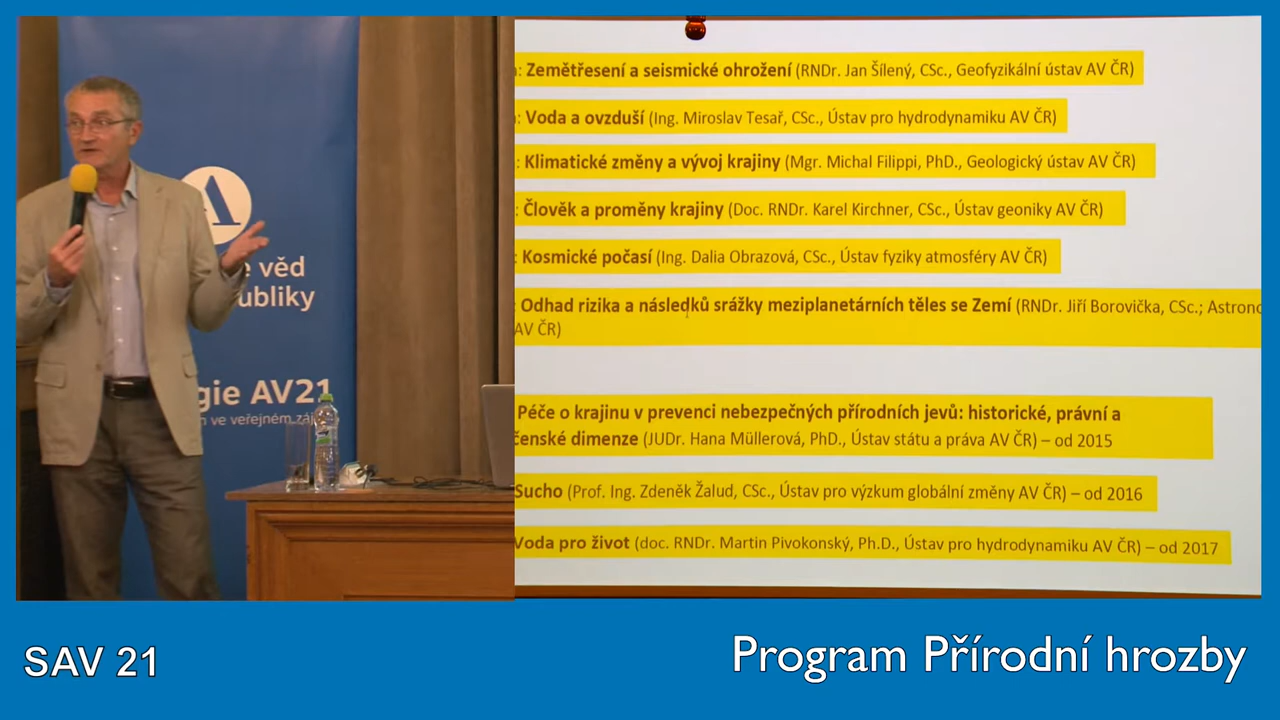 A
e věd
ubliky
gie AV21
n ve veřejném záj
: Zemětřesení a seismické ohrožení (RNDr. Jan Šílený, CSc., Geofyzikální ústav AV ČR)
: Voda a ovzduší (Ing. Miroslav Tesař, CSc., Ústav pro hydrodynamiku AV ČR)
: Klimatické změny a vývoj krajiny (Mgr. Michal Filippi, PhD., Geologický ústav AV ČR)
: Člověk a proměny krajiny (Doc. RNDr. Karel Kirchner, CSc., Ústav geoniky AV ČR)
: Kosmické počasí (Ing. Dalia Obrazová, CSc., Ústav fyziky atmosféry AV ČR)
: Odhad rizika a následků srážky meziplanetárních těles se Zemí (RNDr. Jiří Borovička, CSc.; Astrono
AV ČR)
Péče o krajinu v prevenci nebezpečných přírodních jevů: historické, právní a
čenské dimenze (JUDr. Hana Müllerová, PhD., Ústav státu a práva AV ČR) – od 2015
Sucho (Prof. Ing. Zdeněk Žalud, CSc., Ústav pro výzkum globální změny AV ČR) – od 2016
Voda pro život (doc. RNDr. Martin Pivokonský, Ph.D., Ústav pro hydrodynamiku AV ČR) – od 2017
SAV 21
Program Přírodní hrozby